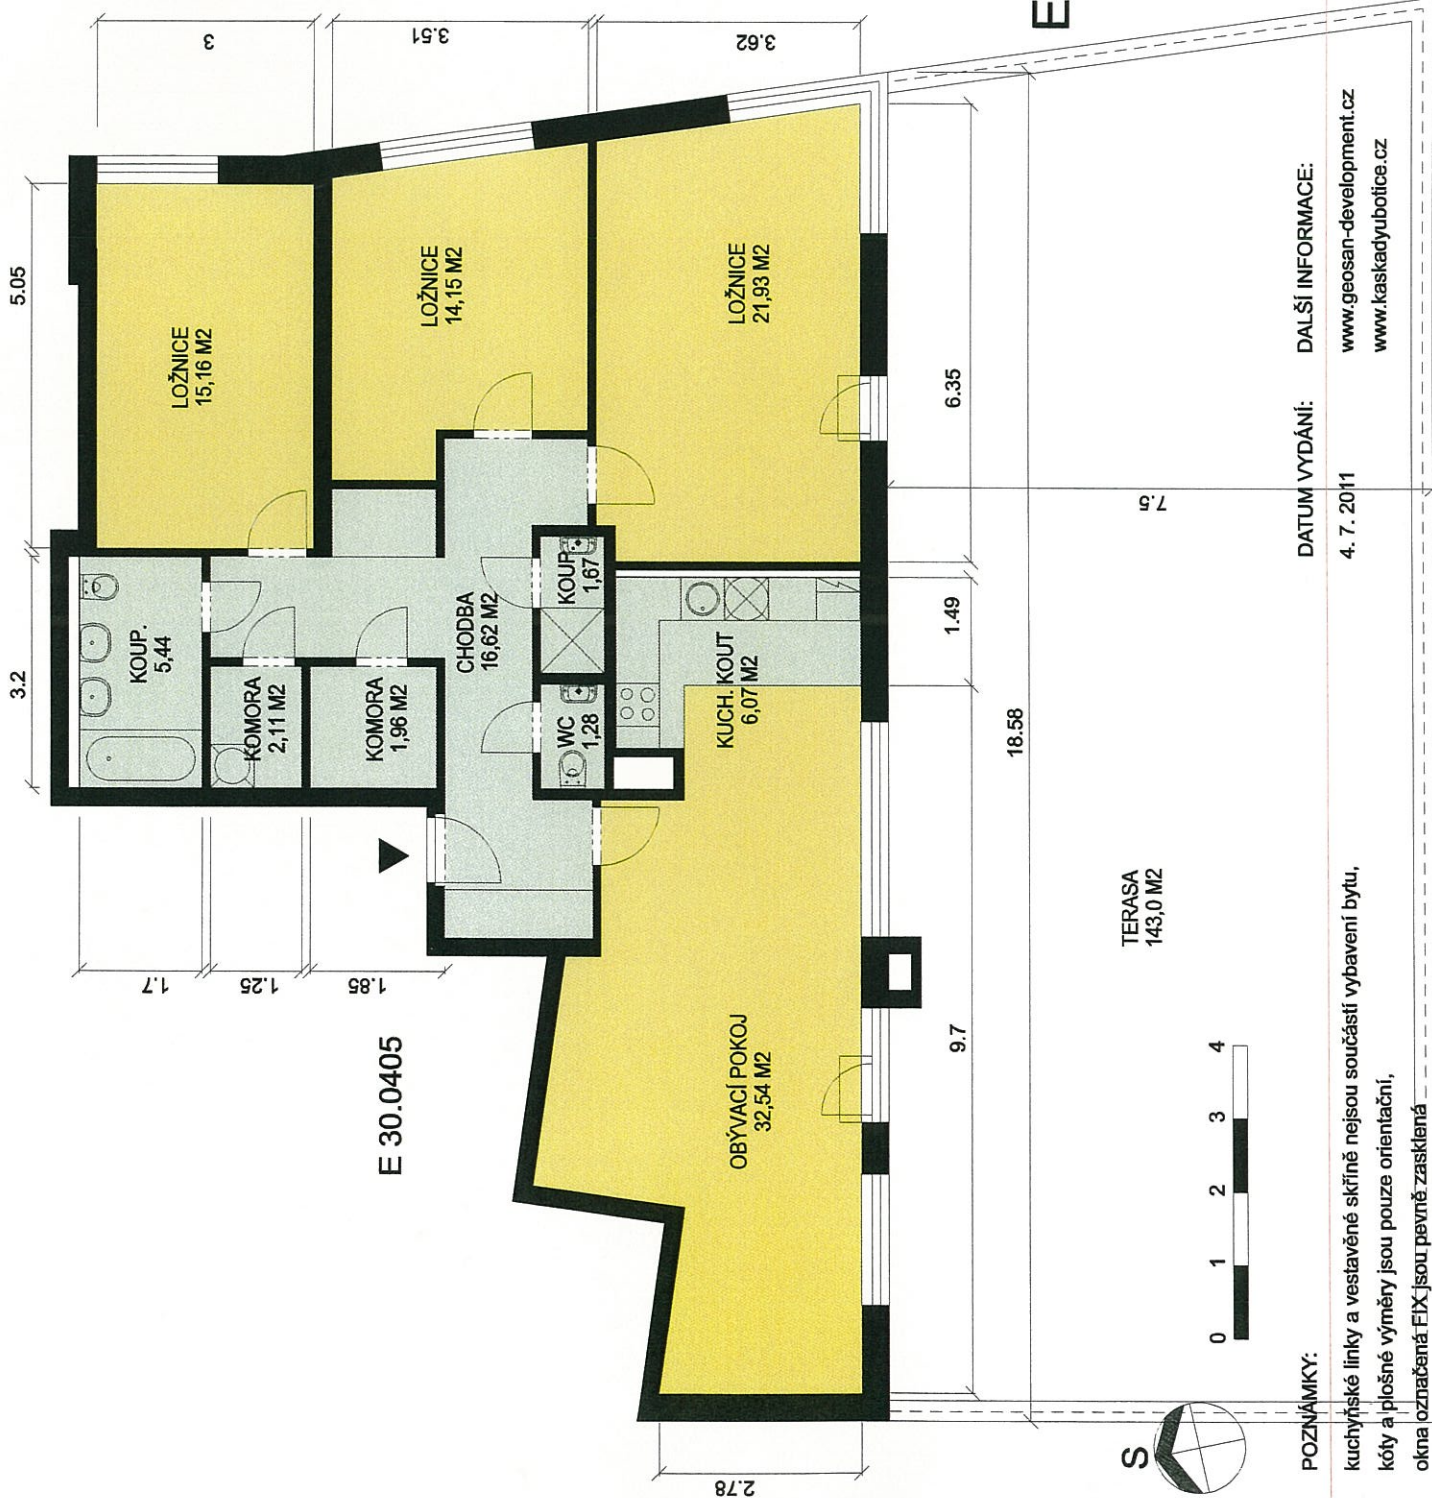 3.2
5.05
3
3.51
3.62
KOUP.
5,44
LOŽNICE
15,16 M2
KOMORA
2,11 M2
LOŽNICE
14,15 M2
KOMORA
1,96 M2
CHODBA
16,62 M2
KOUP.
1,67
LOŽNICE
21,93 M2
WC
1,28
KUCH. KOUT
6,07 M2
1.7
1.25
1.85
E 30.0405
OBÝVACÍ POKOJ
32,54 M2
2.78
9.7
1.49
6.35
18.58
7.5
TERASA
143,0 M2
E
S
0 1 2 3 4
POZNÁMKY:
kuchyňské linky a vestavěné skříně nejsou součástí vybavení bytu,
kóty a plošné výměry jsou pouze orientační,
okna označená FIX jsou pevně zasklená
DATUM VYDÁNÍ:
4. 7. 2011
DALŠÍ INFORMACE:
www.geosan-development.cz
www.kaskadyubotice.cz